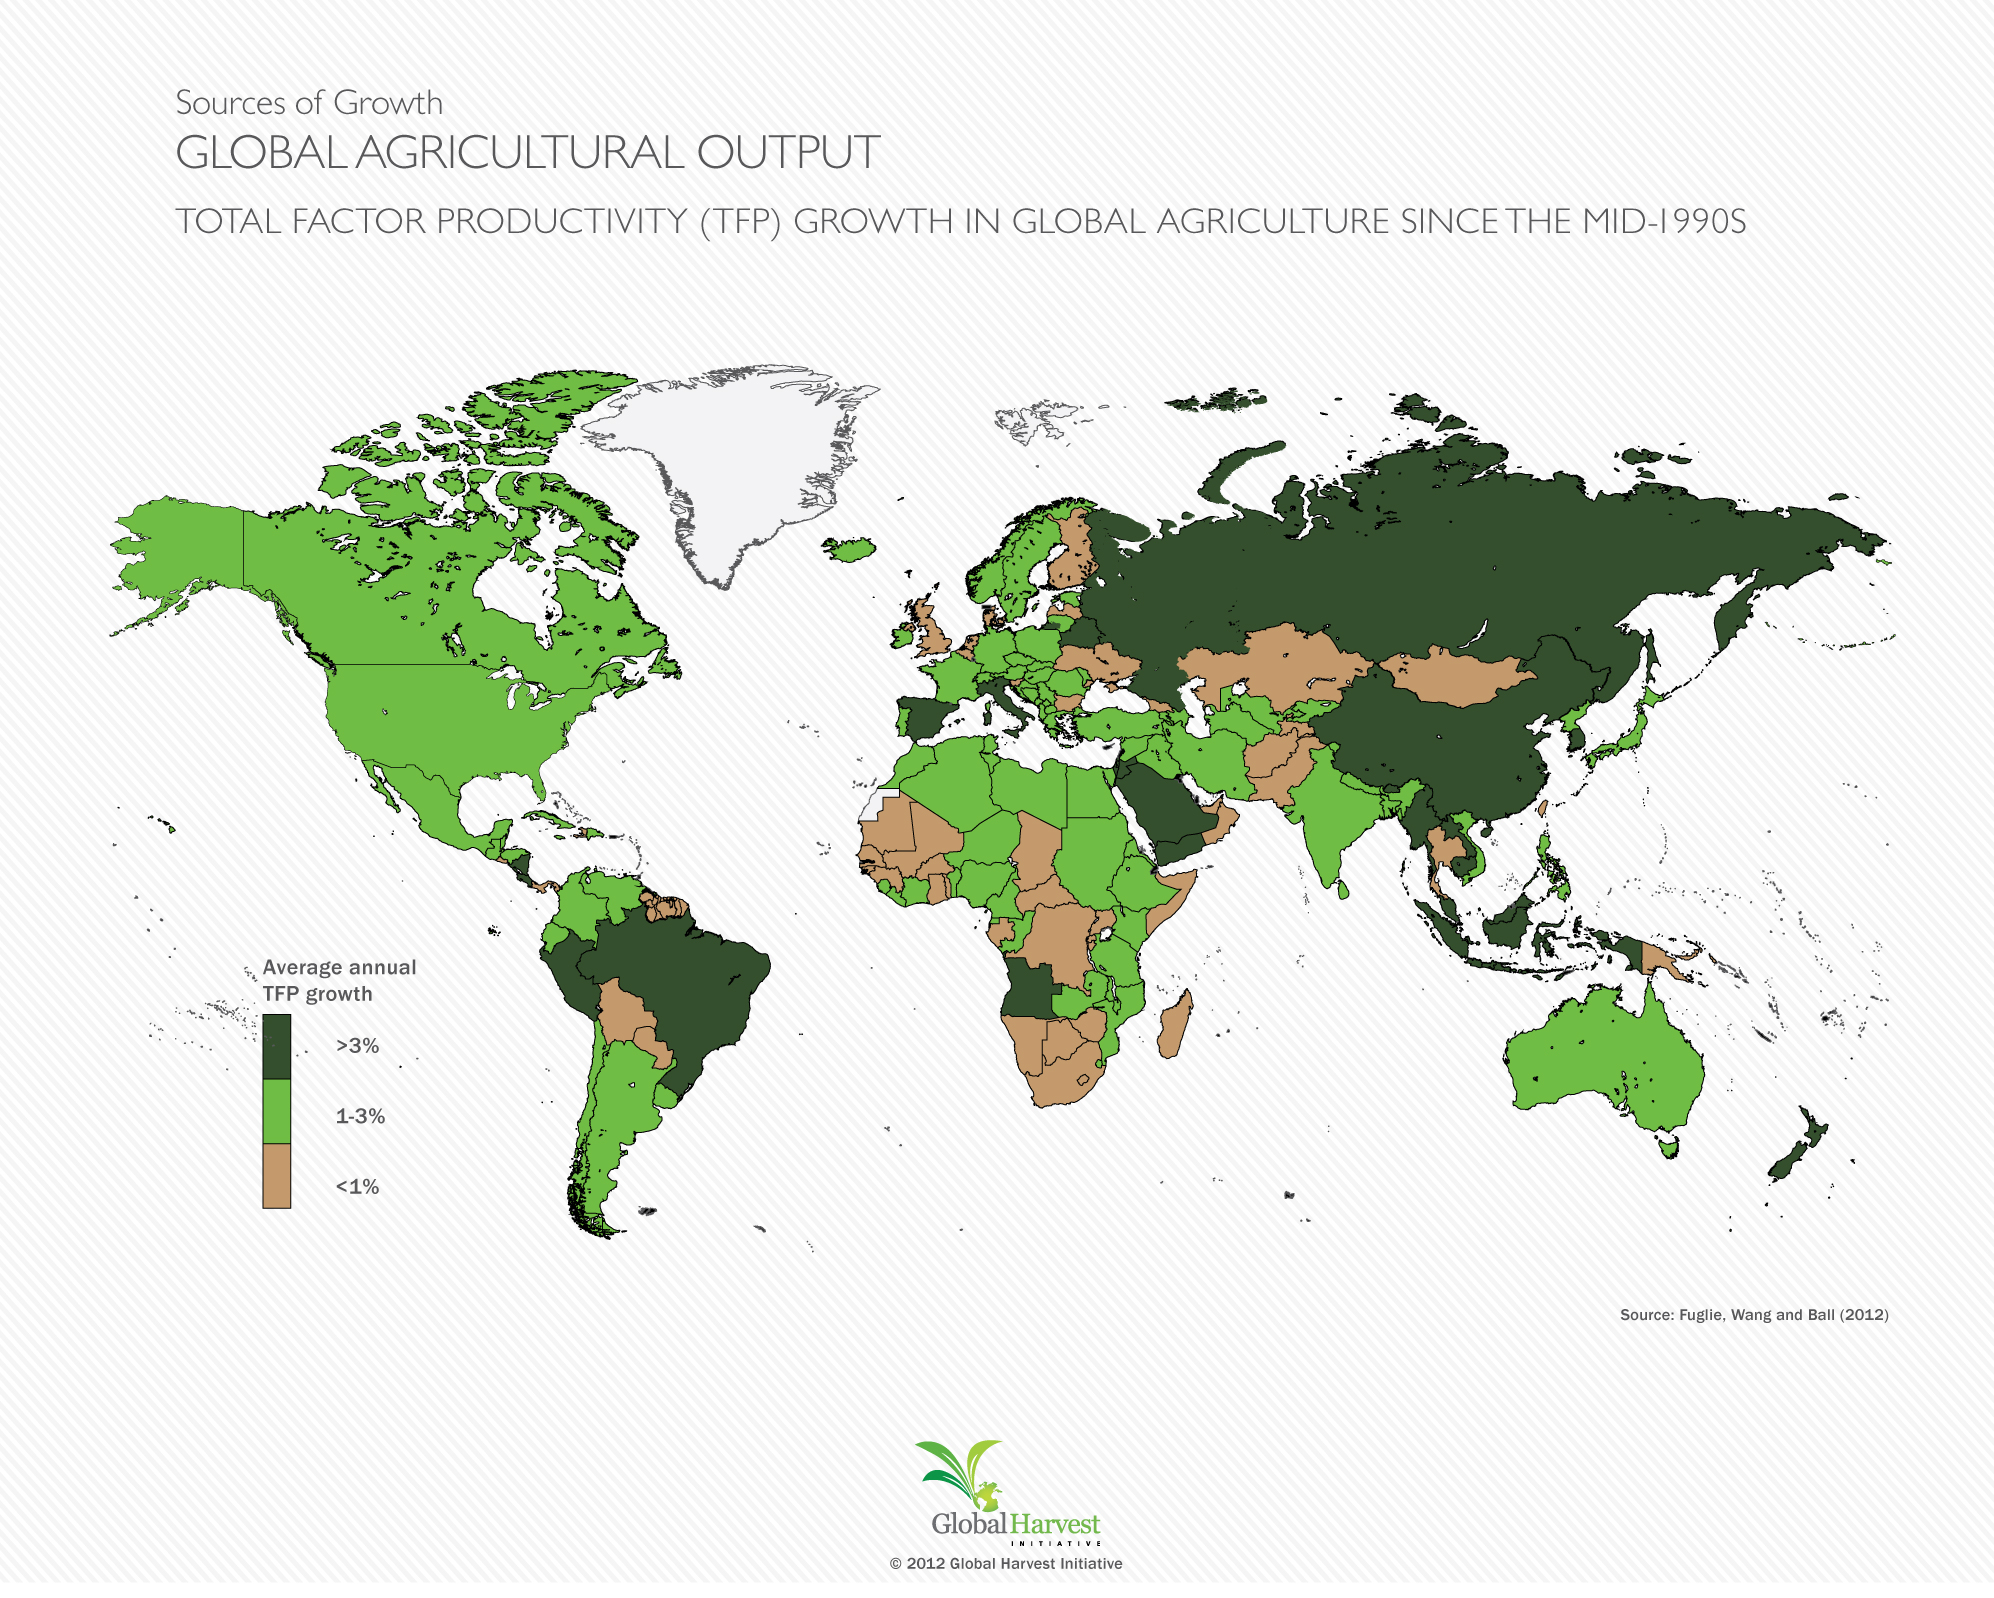 Sources of Growth
GLOBAL AGRICULTURAL OUTPUT
TOTAL FACTOR PRODUCTIVITY (TFP) GROWTH IN GLOBAL AGRICULTURE SINCE THE MID-1990S
Average annual
TFP growth
>3%
1-3%
<1%
Source: Fuglie, Wang and Ball (2012)
GlobalHarvest
INITIATIVE
© 2012 Global Harvest Initiative